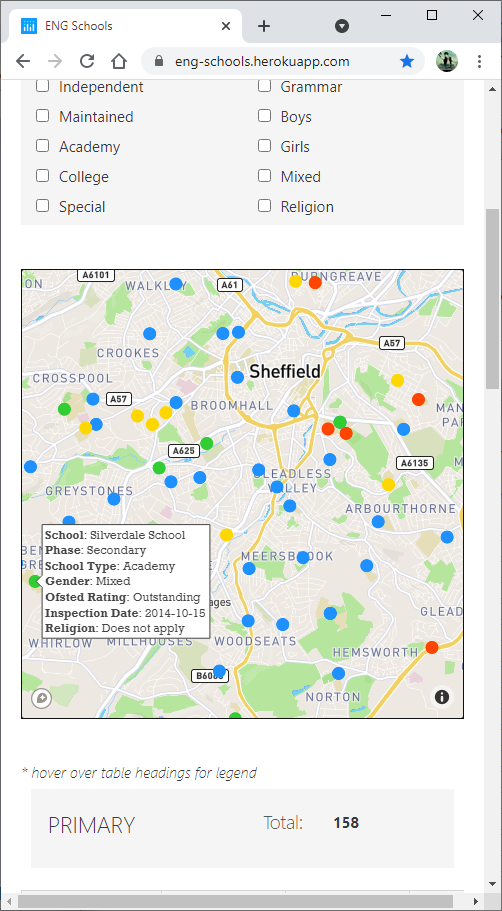 ENG Schools
eng-schools.herokuapp.com
Independent Grammar
Maintained Boys
Academy Girls
College Mixed
Special Religion
A6101
BURNGREAVE
WALKLEY
A61
A57
CROOKES
Sheffield
CROSSPOOL
A57
BROOMHALL
MAN
PAR
A625
A6135
GREYSTONES
GLEADLESS
VALLEY
ARBOURTHORNE
School: Silverdale School
Phase: Secondary
School Type: Academy
Gender: Mixed
Ofsted Rating: Outstanding
Inspection Date: 2014-10-15
Religion: Does not apply
MEERSBROOK
ages
GLEAD
WHIRLOW MILLHOUSES WOODSEATS
HEMSWORTH
NORTON
* hover over table headings for legend
PRIMARY Total: 158